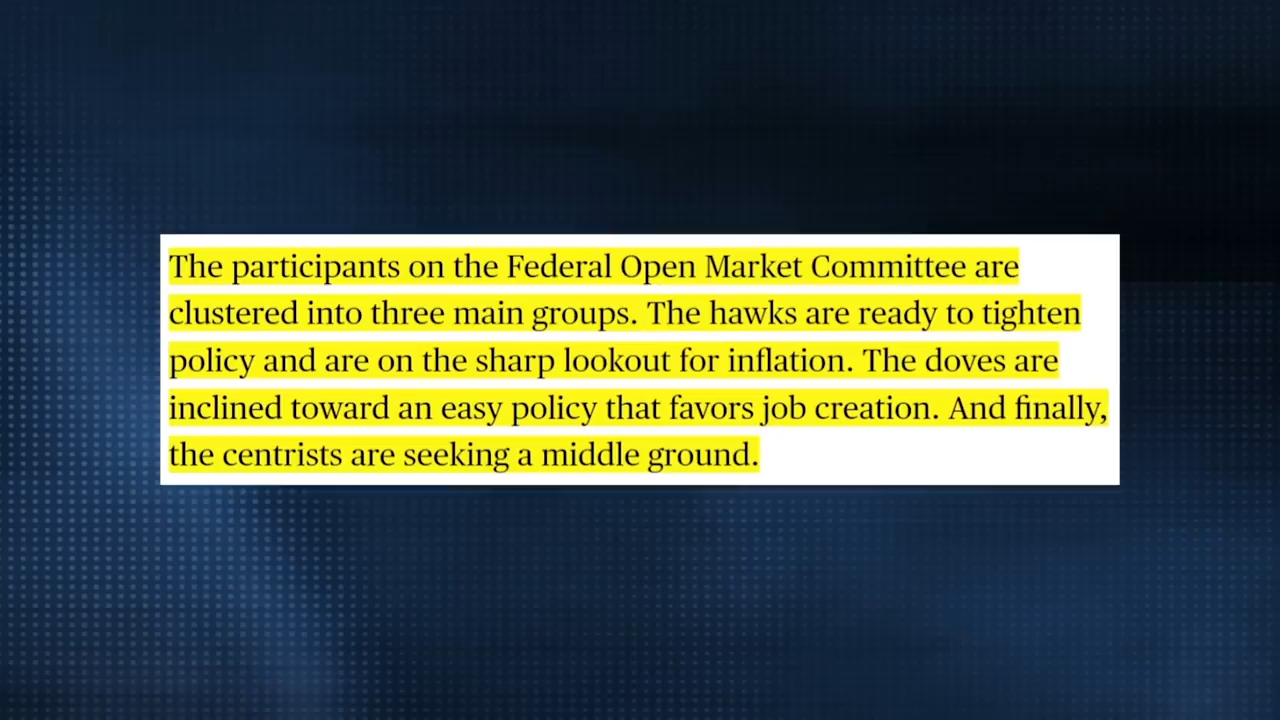 The participants on the Federal Open Market Committee are
clustered into three main groups. The hawks are ready to tighten
policy and are on the sharp lookout for inflation. The doves are
inclined toward an easy policy that favors job creation. And finally,
the centrists are seeking a middle ground.